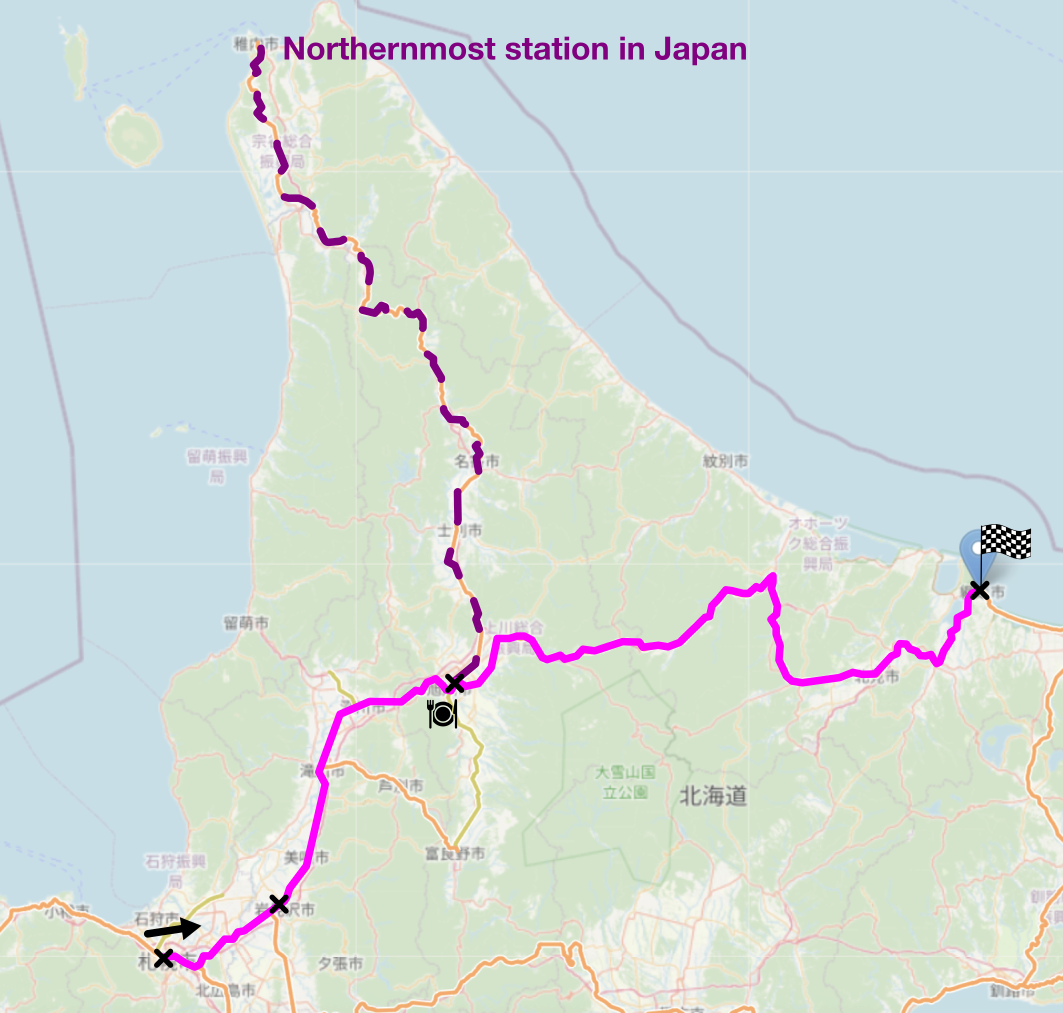 Northernmost station in Japan
稚内市
宗谷総合
振興局
名寄市
紋別市
留萌振興
局
士別市
オホーツ
ク総合振
興局
留萌市
上川総合
北見市
滝川市
芦別市
大雪山国
立公園
北海道
富良野市
美唄市
石狩振興
局
石狩市
岩見沢市
小樽市
札幌市
夕張市
北広島市
釧路市